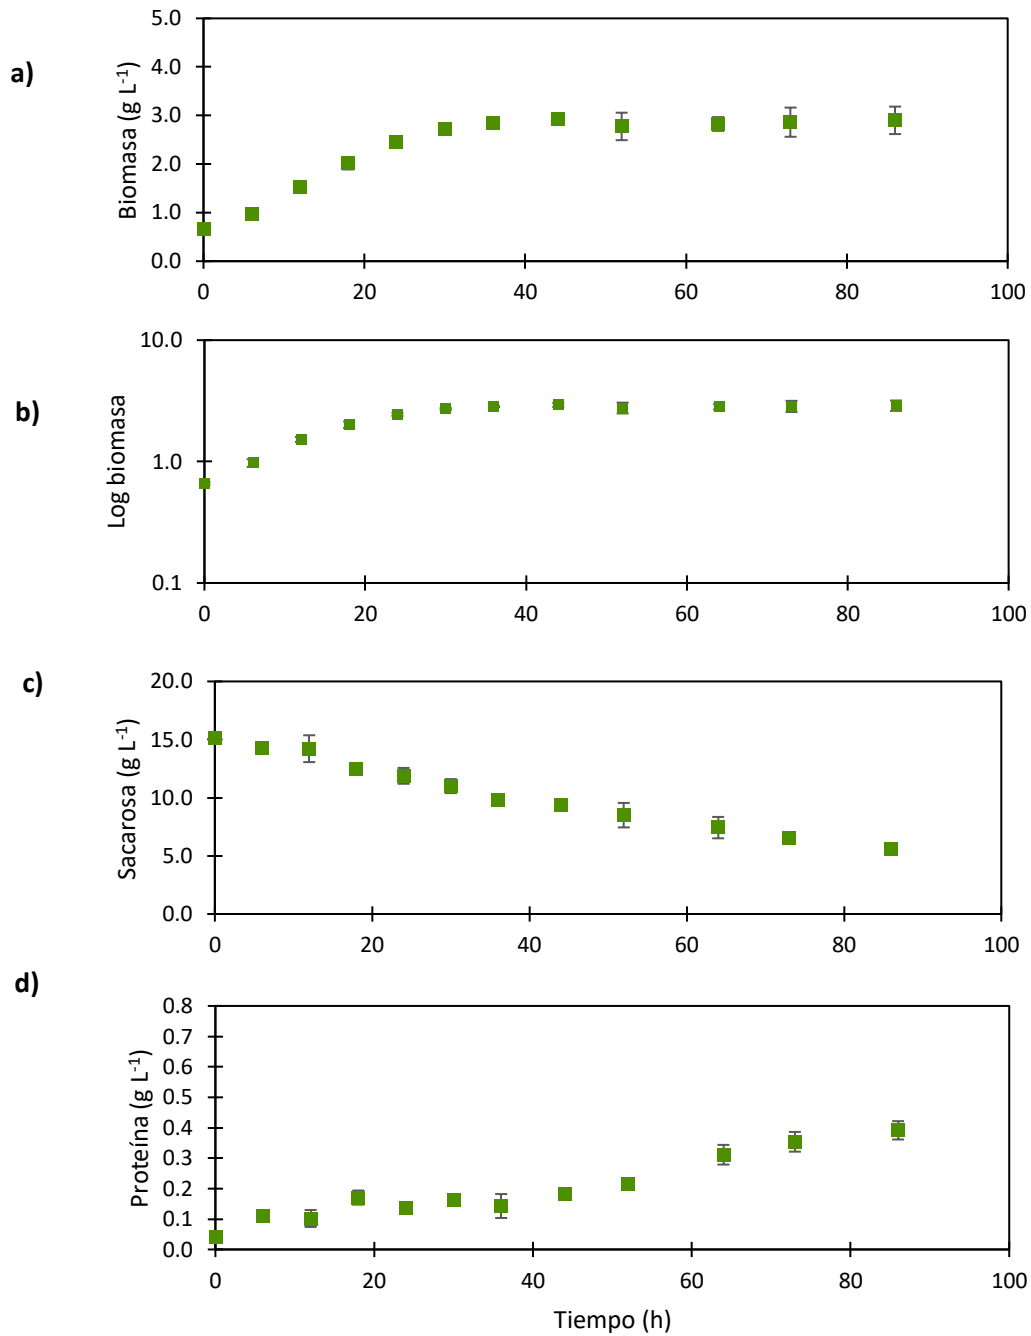 a)
Biomasa (g L-1)
5.0
4.0
3.0
2.0
1.0
0.0
0 20 40 60 80 100
b)
Log biomasa
10.0
1.0
0.1
0 20 40 60 80 100
c)
Sacarosa (g L-1)
20.0
15.0
10.0
5.0
0.0
0 20 40 60 80 100
d)
Proteína (g L-1)
0.8
0.7
0.6
0.5
0.4
0.3
0.2
0.1
0.0
0 20 40 60 80 100
Tiempo (h)